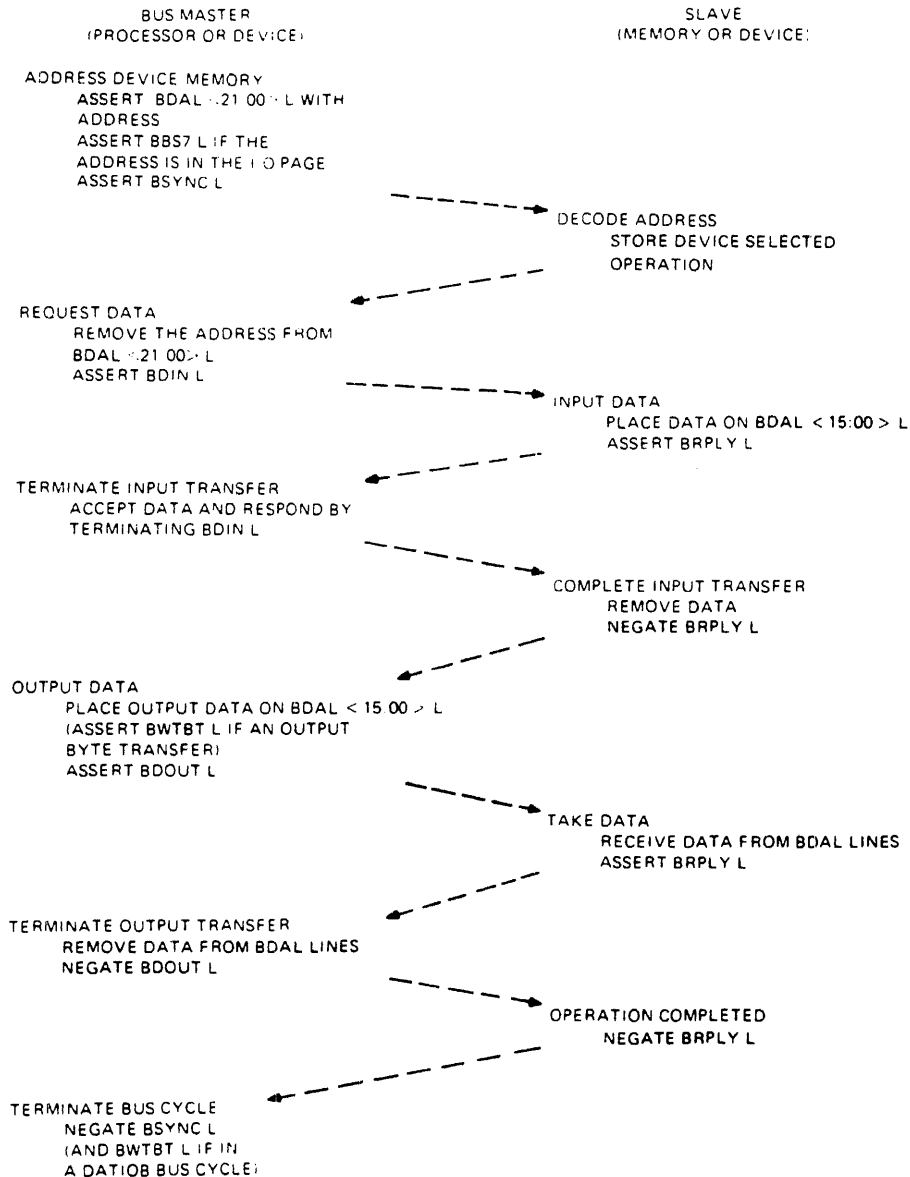 BUS MASTER
(PROCESSOR OR DEVICE)
SLAVE
(MEMORY OR DEVICE)
ADDRESS DEVICE MEMORY
ASSERT BDAL <21 00> L WITH
ADDRESS
ASSERT BBS7 L IF THE
ADDRESS IS IN THE I O PAGE
ASSERT BSYNC L
DECODE ADDRESS
STORE DEVICE SELECTED
OPERATION
REQUEST DATA
REMOVE THE ADDRESS FROM
BDAL <21 00> L
ASSERT BDIN L
INPUT DATA
PLACE DATA ON BDAL < 15:00 > L
ASSERT BRPLY L
TERMINATE INPUT TRANSFER
ACCEPT DATA AND RESPOND BY
TERMINATING BDIN L
COMPLETE INPUT TRANSFER
REMOVE DATA
NEGATE BRPLY L
OUTPUT DATA
PLACE OUTPUT DATA ON BDAL < 15.00 > L
(ASSERT BWTBT L IF AN OUTPUT
BYTE TRANSFER)
ASSERT BDOUT L
TAKE DATA
RECEIVE DATA FROM BDAL LINES
ASSERT BRPLY L
TERMINATE OUTPUT TRANSFER
REMOVE DATA FROM BDAL LINES
NEGATE BDOUT L
OPERATION COMPLETED
NEGATE BRPLY L
TERMINATE BUS CYCLE
NEGATE BSYNC L
(AND BWTBT L IF IN
A DATIOB BUS CYCLE)